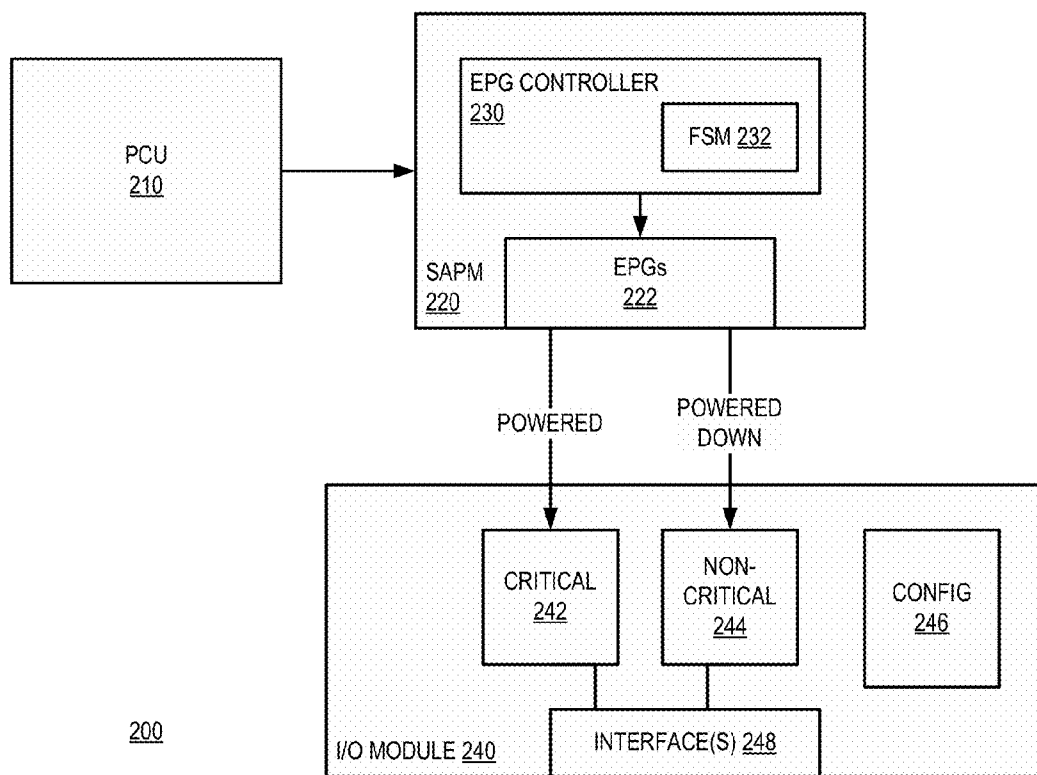 PCU
210
EPG CONTROLLER
230
FSM 232
SAPM
220
EPGs
222
POWERED
POWERED
DOWN
CRITICAL
242
NON-
CRITICAL
244
CONFIG
246
200
I/O MODULE 240
INTERFACE(S) 248